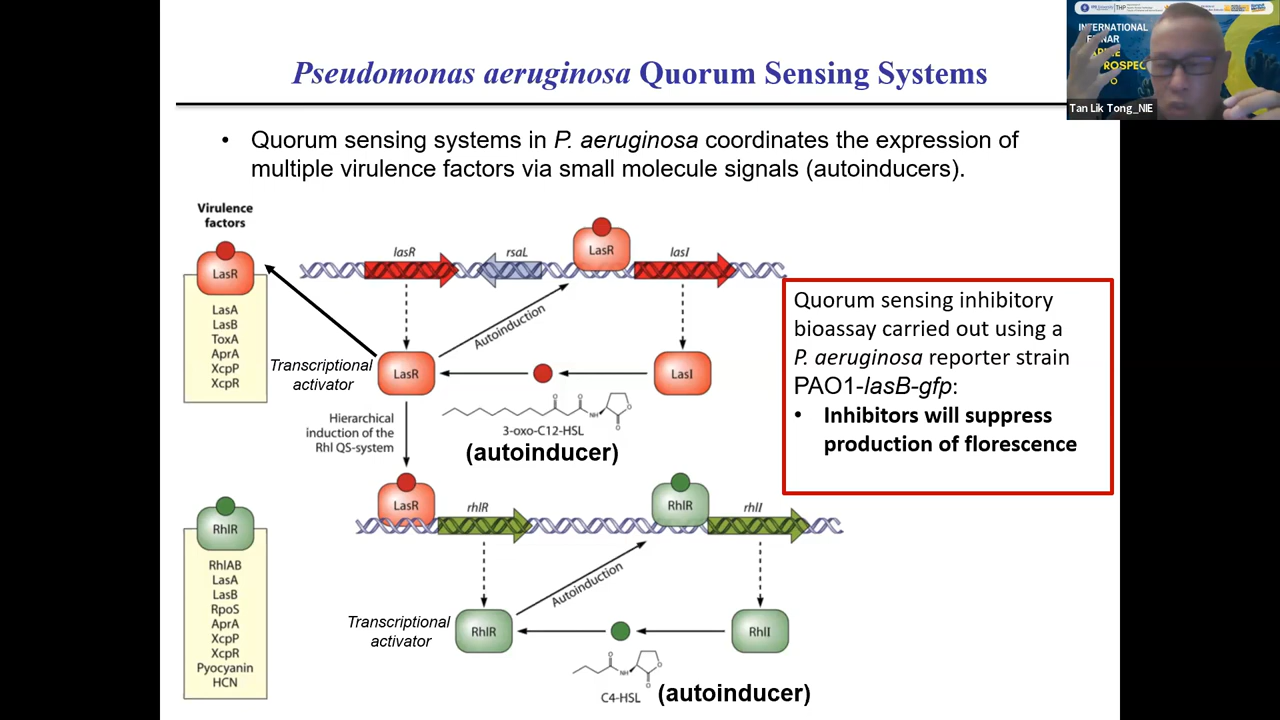 Pseudomonas aeruginosa Quorum Sensing Systems
INTERNATIONAL
Tan Lik Tong_NIE
• Quorum sensing systems in P. aeruginosa coordinates the expression of
multiple virulence factors via small molecule signals (autoinducers).
Virulence
factors
LasR
LasA
LasB
ToxA
AprA
XcpP
XcpR
lasR
rsaL
LasR
lasI
Autoinduction
Transcriptional
activator
LasR
LasI
Hierarchical
induction of the
Rhl QS-system
O
O
NH
O
O
3-oxo-C12-HSL
(autoinducer)
Quorum sensing inhibitory
bioassay carried out using a
P. aeruginosa reporter strain
PAO1-lasB-gfp:
• Inhibitors will suppress
production of florescence
LasR
rhlR
RhlR
rhlI
RhlR
RhlAB
LasA
LasB
RpoS
AprA
XcpP
XcpR
Pyocyanin
HCN
Autoinduction
Transcriptional
activator
RhlR
RhlI
O
NH
O
O
C4-HSL
(autoinducer)